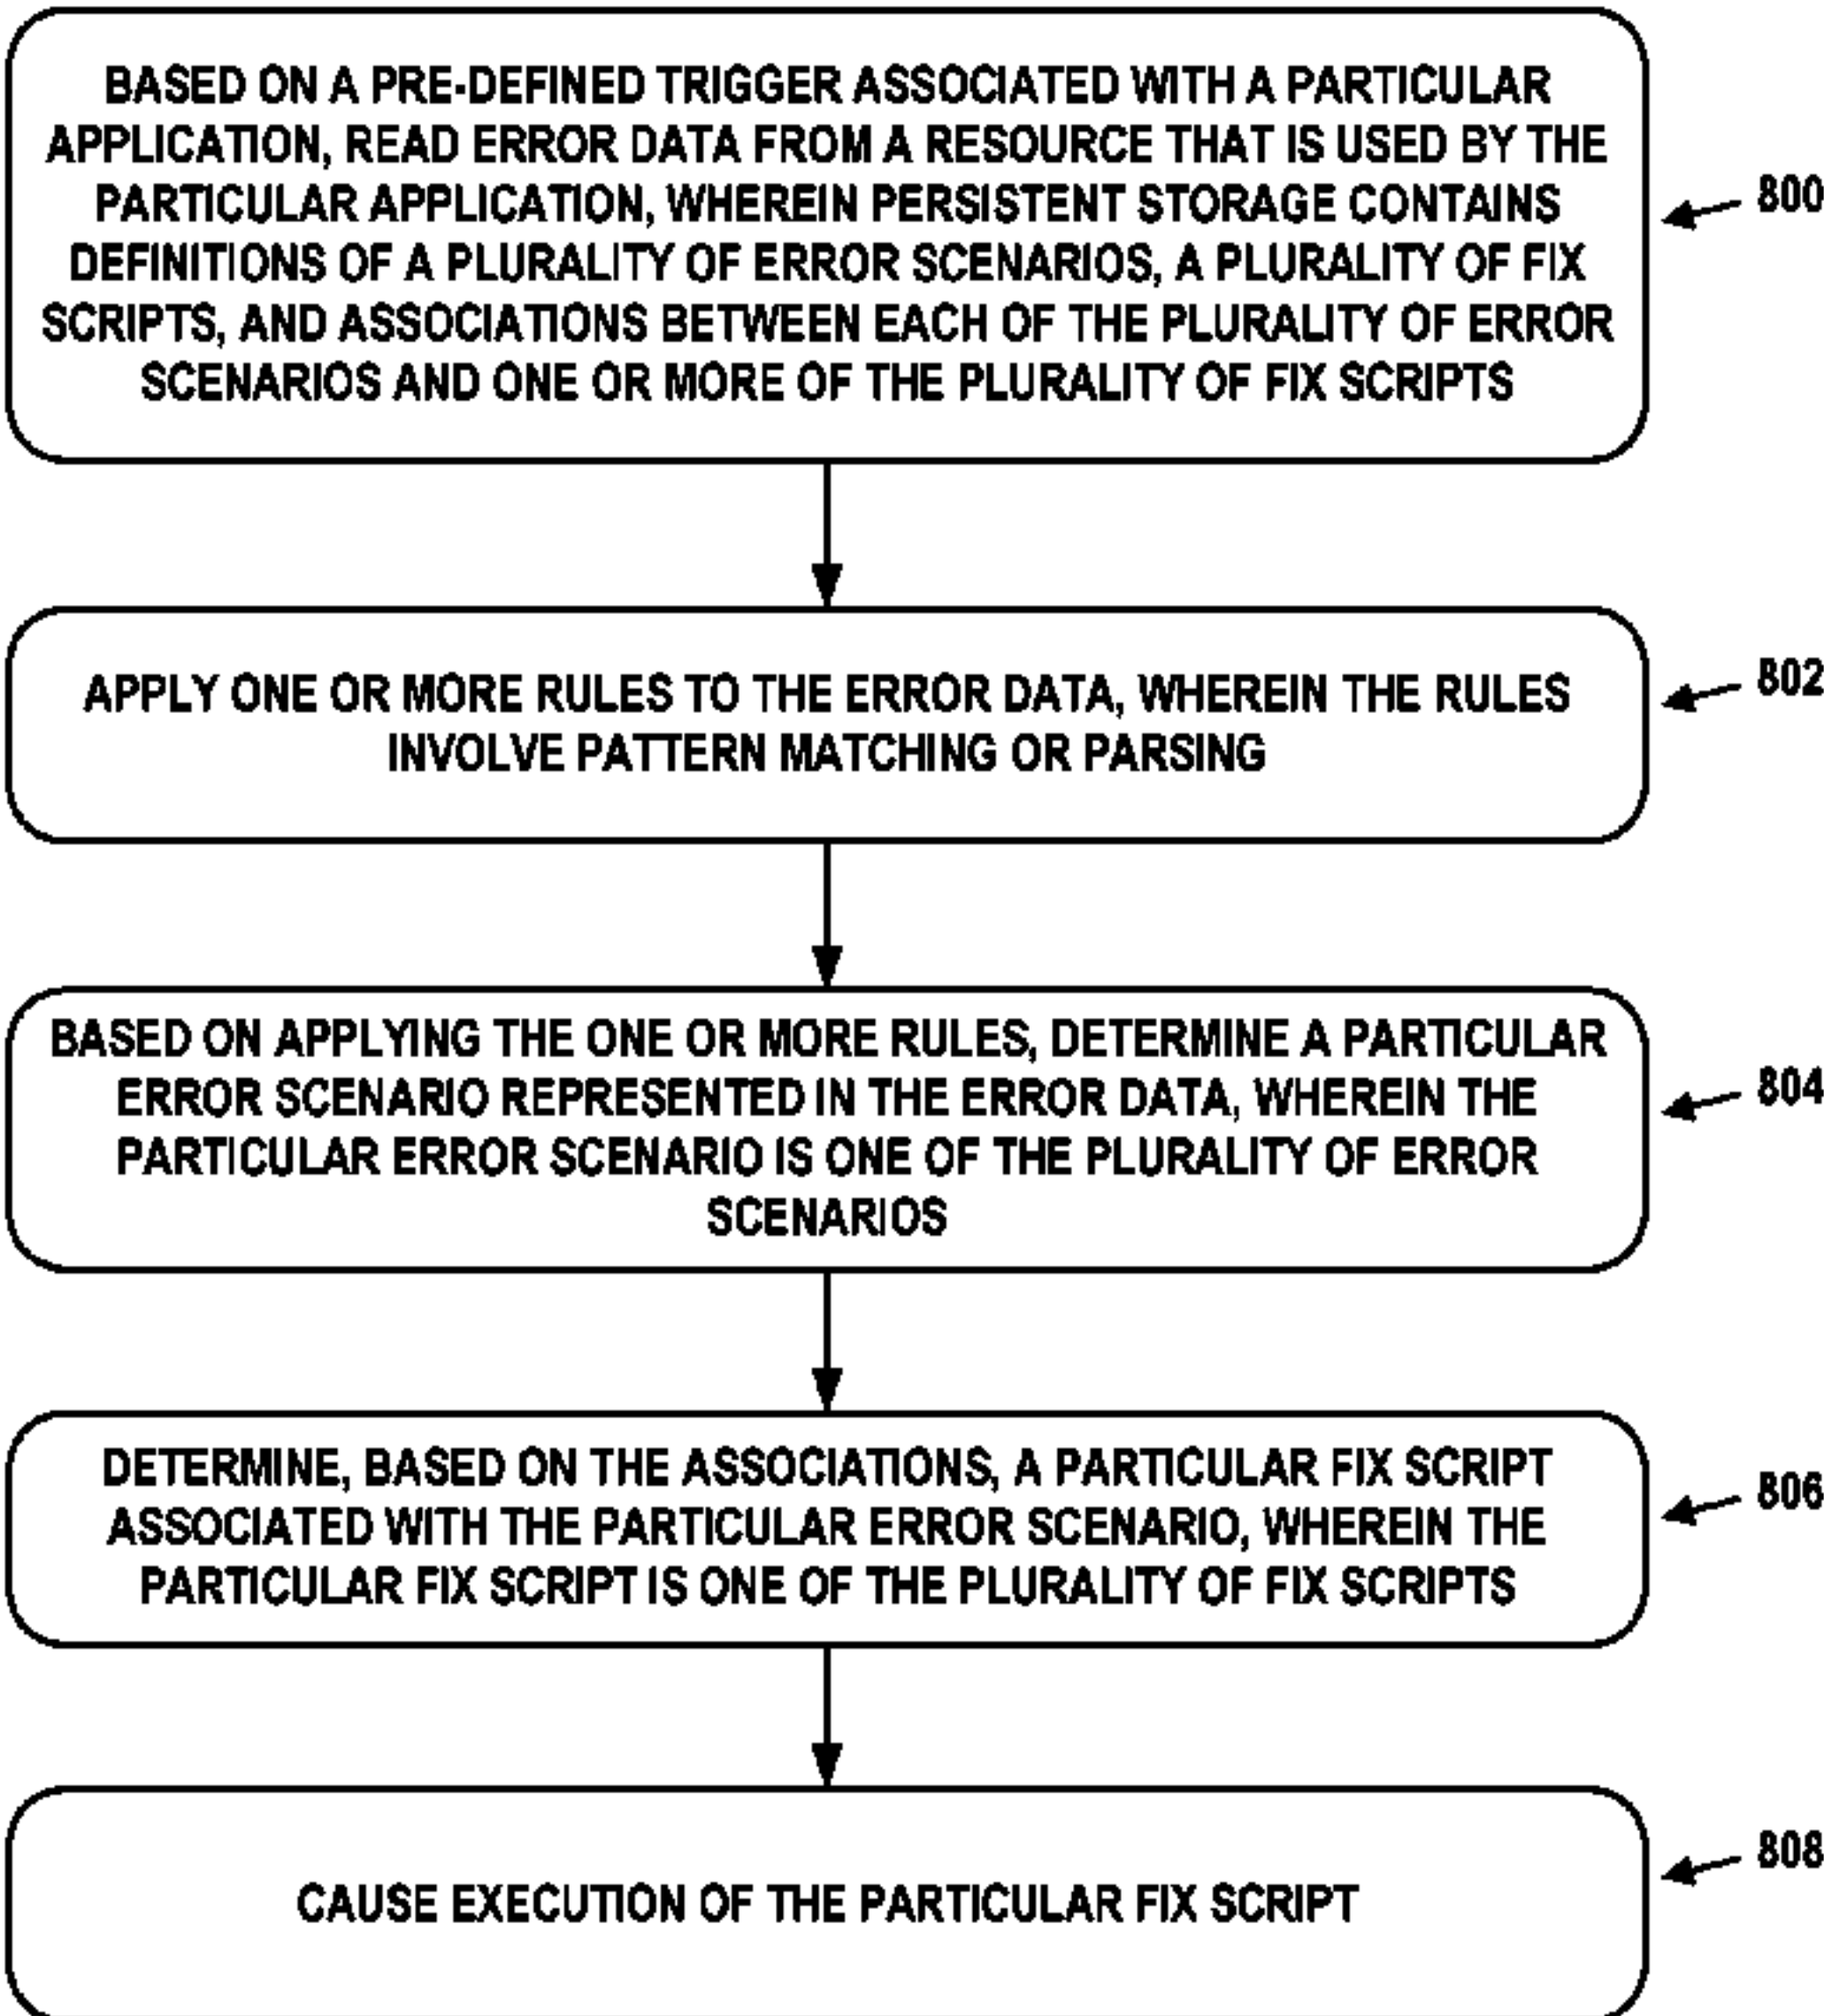 BASED ON A PRE-DEFINED TRIGGER ASSOCIATED WITH A PARTICULAR
APPLICATION, READ ERROR DATA FROM A RESOURCE THAT IS USED BY THE
PARTICULAR APPLICATION, WHEREIN PERSISTENT STORAGE CONTAINS
DEFINITIONS OF A PLURALITY OF ERROR SCENARIOS, A PLURALITY OF FIX
SCRIPTS, AND ASSOCIATIONS BETWEEN EACH OF THE PLURALITY OF ERROR
SCENARIOS AND ONE OR MORE OF THE PLURALITY OF FIX SCRIPTS
800
APPLY ONE OR MORE RULES TO THE ERROR DATA, WHEREIN THE RULES
INVOLVE PATTERN MATCHING OR PARSING
802
BASED ON APPLYING THE ONE OR MORE RULES, DETERMINE A PARTICULAR
ERROR SCENARIO REPRESENTED IN THE ERROR DATA, WHEREIN THE
PARTICULAR ERROR SCENARIO IS ONE OF THE PLURALITY OF ERROR
SCENARIOS
804
DETERMINE, BASED ON THE ASSOCIATIONS, A PARTICULAR FIX SCRIPT
ASSOCIATED WITH THE PARTICULAR ERROR SCENARIO, WHEREIN THE
PARTICULAR FIX SCRIPT IS ONE OF THE PLURALITY OF FIX SCRIPTS
806
CAUSE EXECUTION OF THE PARTICULAR FIX SCRIPT
808